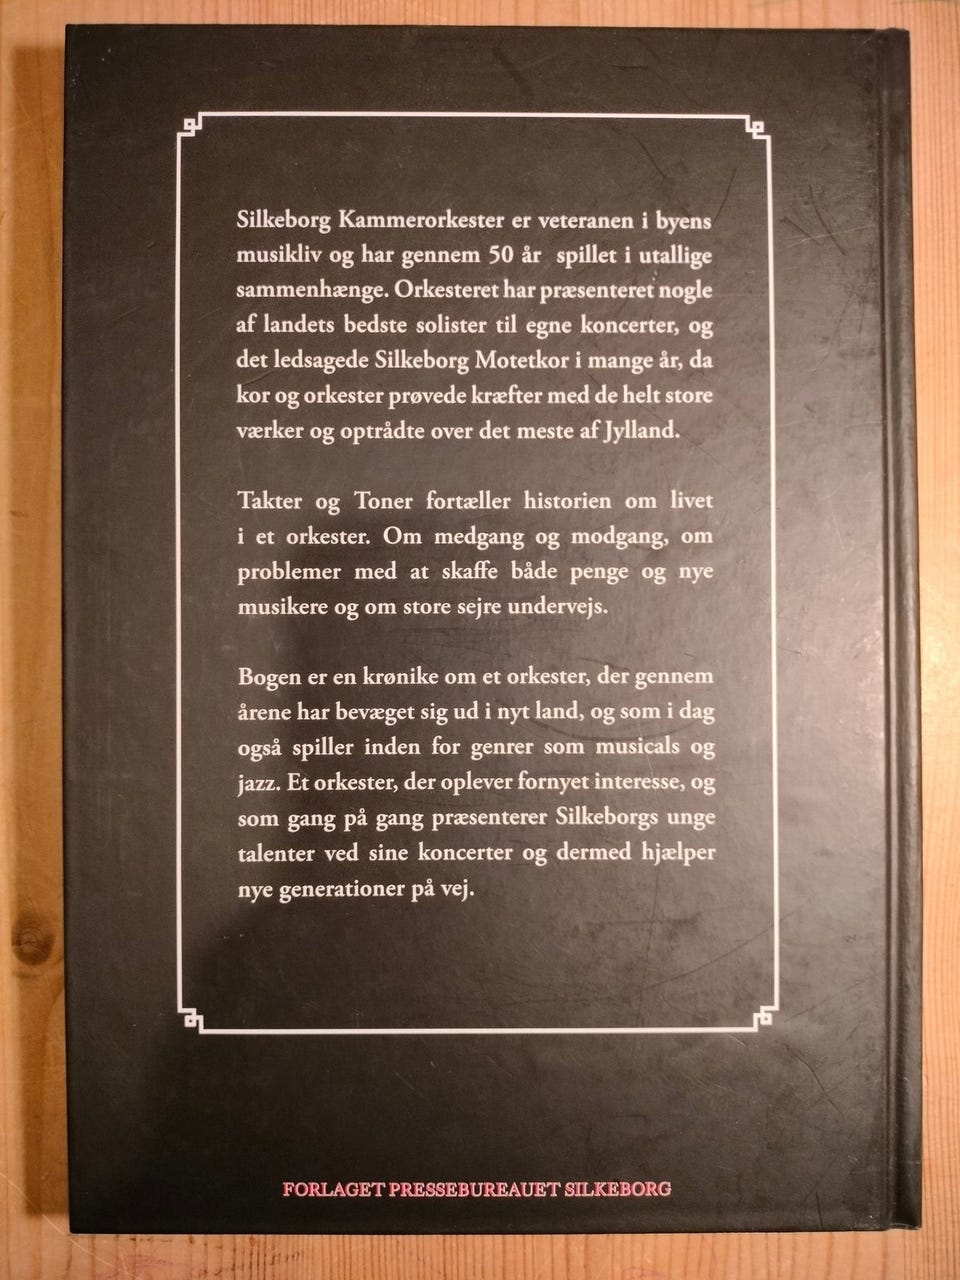 Silkeborg Kammerorkester er veteranen i byens
musikliv og har gennem 50 år spillet i utallige
sammenhænge. Orkesteret har præsenteret nogle
af landets bedste solister til egne koncerter, og
det ledsagede Silkeborg Motetkor i mange år, da
kor og orkester prøvede kræfter med de helt store
værker og optrådte over det meste af Jylland.
Takter og Toner fortæller historien om livet
i et orkester. Om medgang og modgang, om
problemer med at skaffe både penge og nye
musikere og om store sejre undervejs.
Bogen er en krønike om et orkester, der gennem
årene har bevæget sig ud i nyt land, og som i dag
også spiller inden for genrer som musicals og
jazz. Et orkester, der oplever fornyet interesse, og
som gang på gang præsenterer Silkeborgs unge
talenter ved sine koncerter og dermed hjælper
nye generationer på vej.
FORLAGET PRESSEBUREAUET SILKEBORG